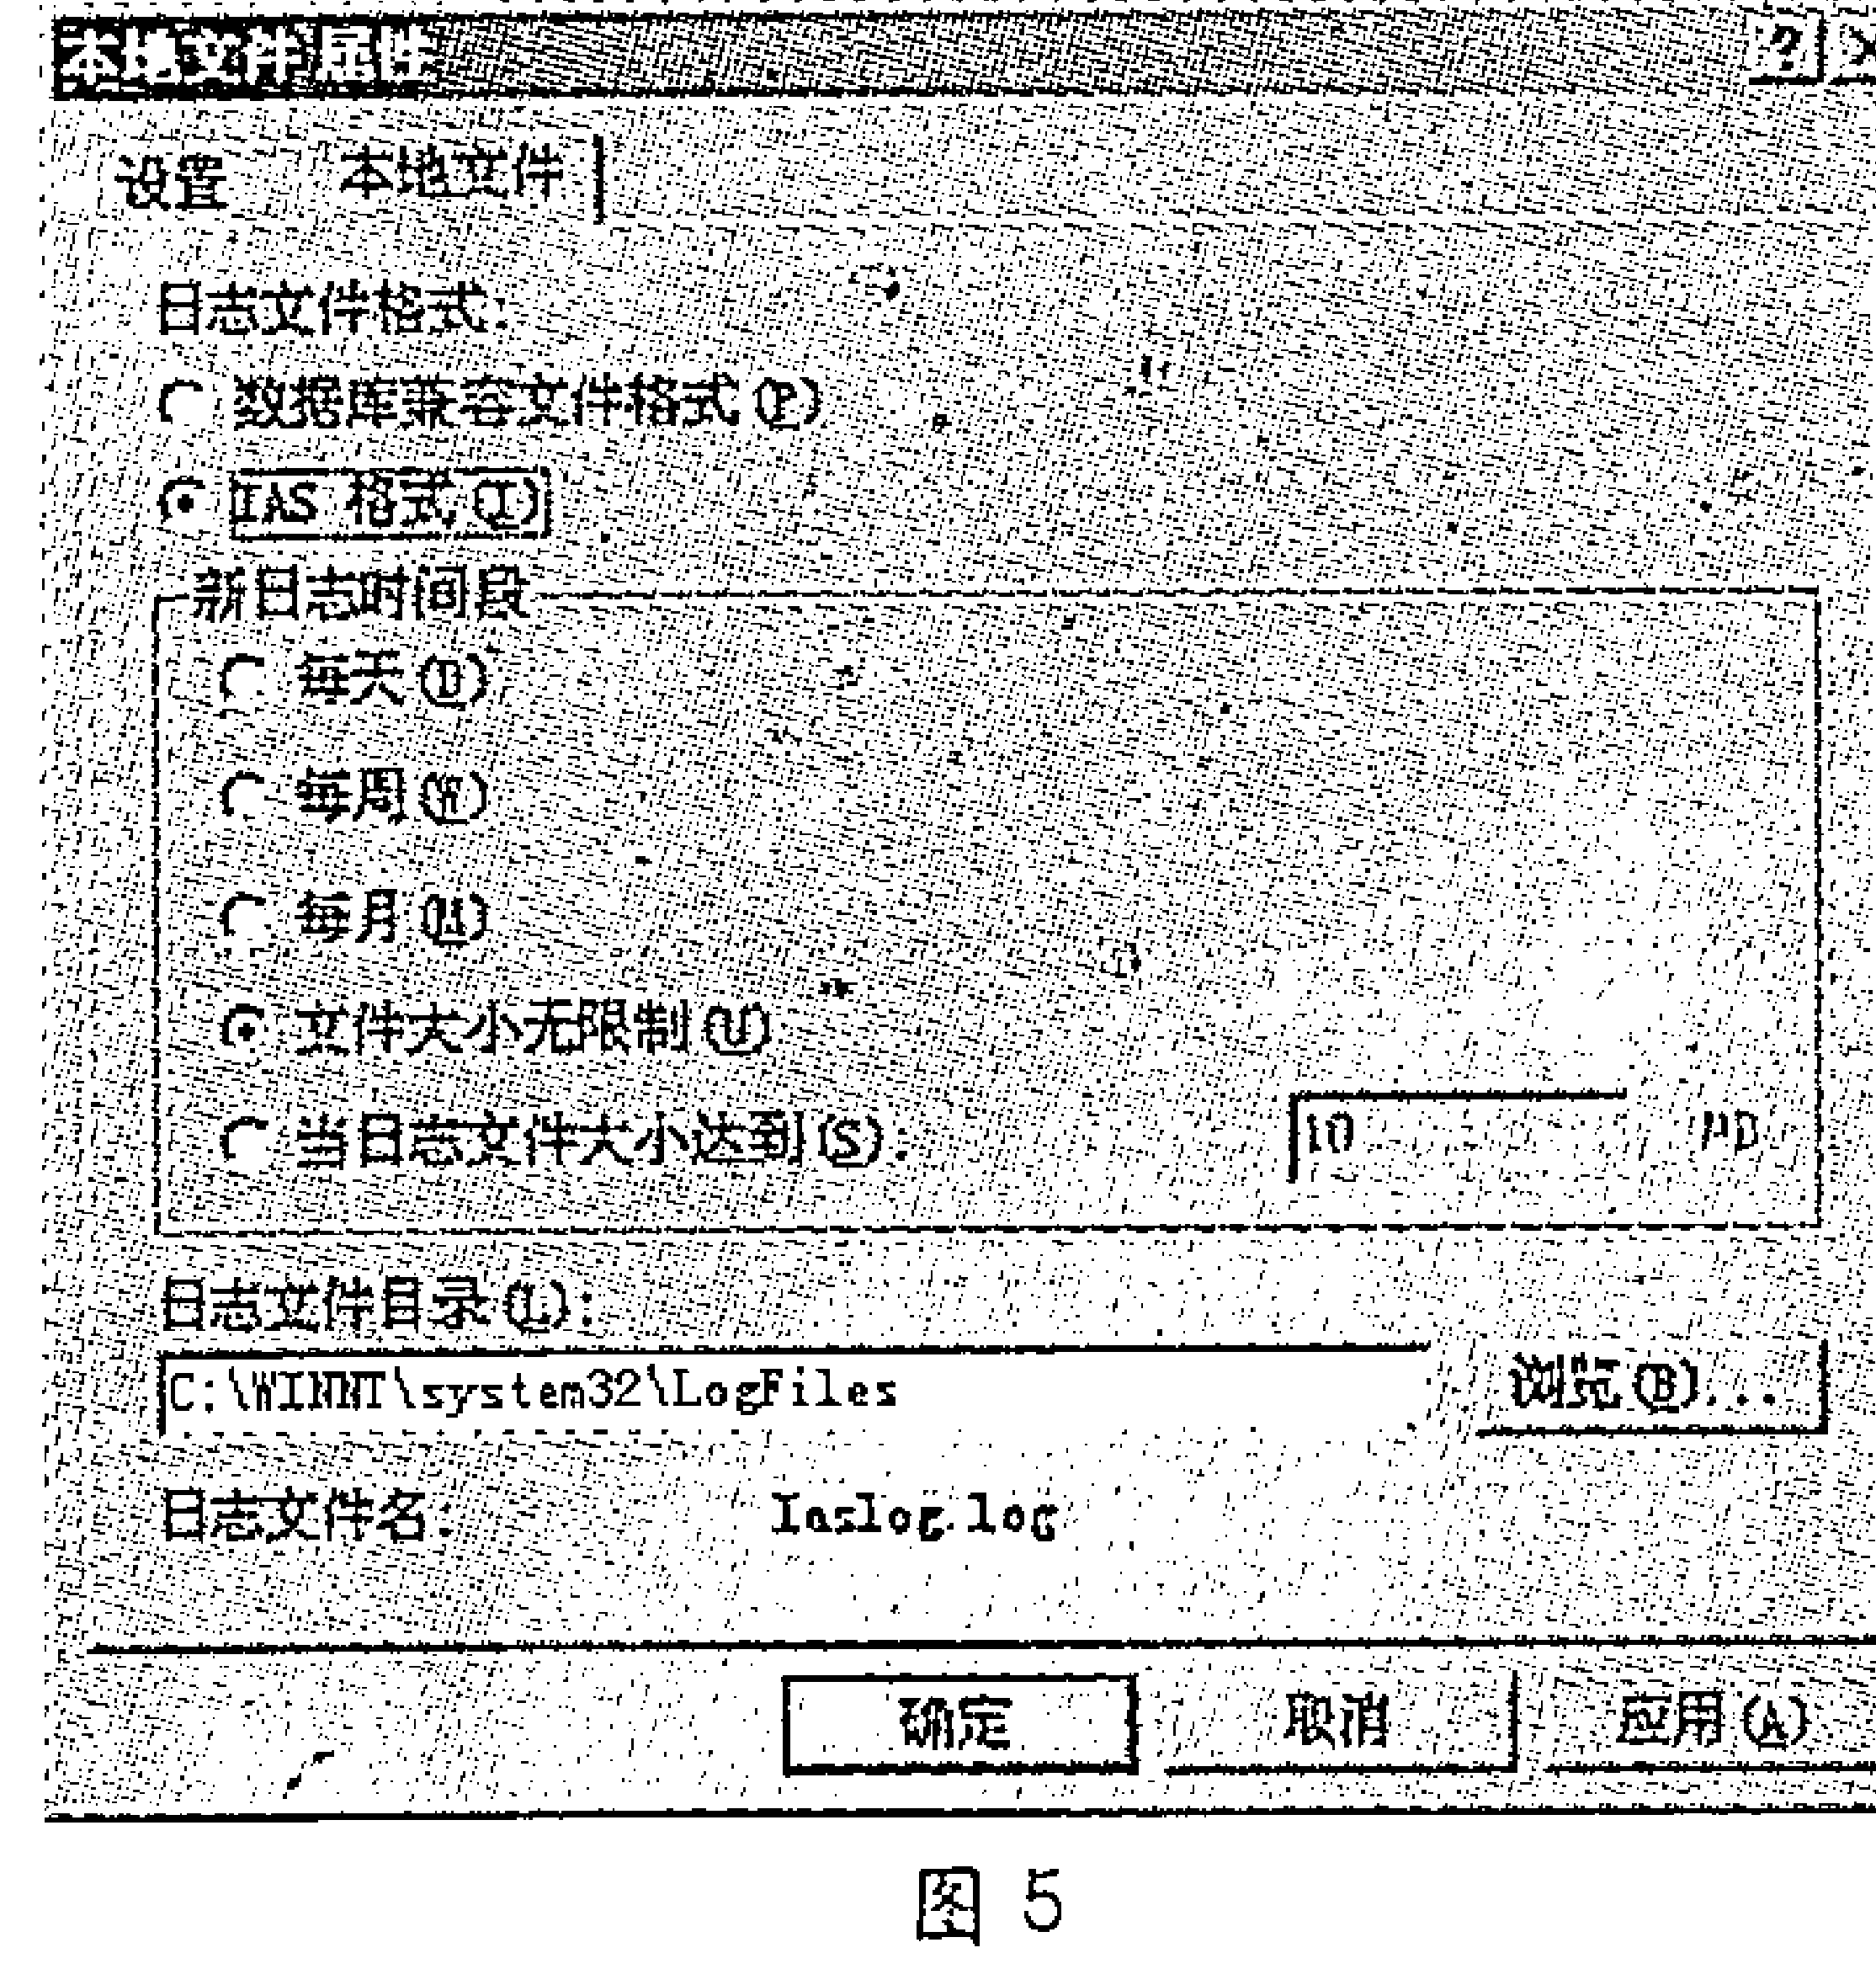 本地文件 属性
设置 本地文件
日志文件格式:
数据库兼容文件格式(P)
IAS 格式(I)
新日志时间段
每天(D)
每周(W)
每月(M)
文件大小无限制(U)
当日志文件大小达到(S): 10
日志文件目录(L):
C:\WINNT\system32\LogFiles 浏览(B)...
日志文件名: Iaslog.log
确定 取消 应用(A)
图 5